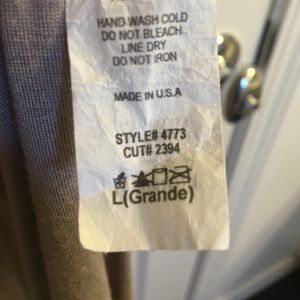 HAND WASH COLD
DO NOT BLEACH
LINE DRY
DO NOT IRON
MADE IN U.S.A
STYLE# 4773
CUT# 2394
L(Grande)